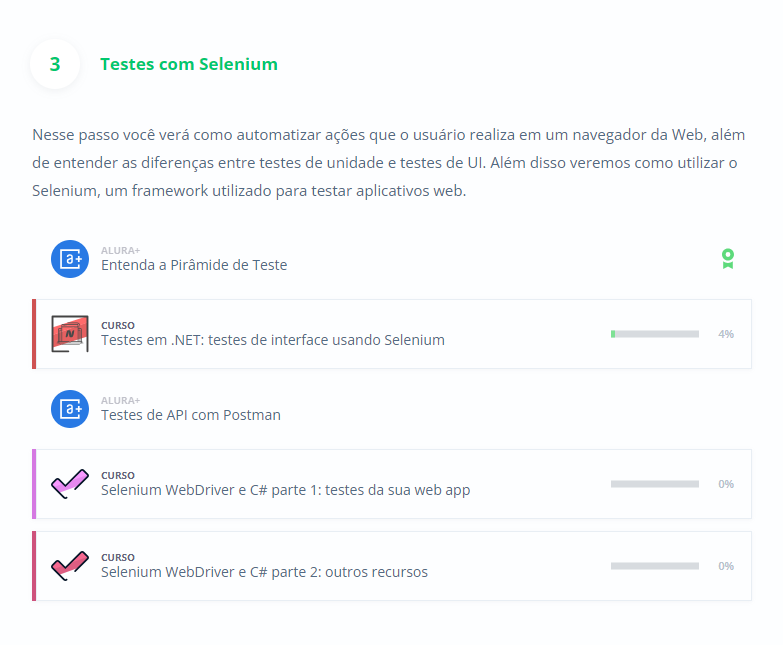 3
Testes com Selenium
Nesse passo você verá como automatizar ações que o usuário realiza em um navegador da Web, além
de entender as diferenças entre testes de unidade e testes de UI. Além disso veremos como utilizar o
Selenium, um framework utilizado para testar aplicativos web.
a+
ALURA+
Entenda a Pirâmide de Teste
N
CURSO
Testes em .NET: testes de interface usando Selenium
4%
a+
ALURA+
Testes de API com Postman
CURSO
Selenium WebDriver e C# parte 1: testes da sua web app
0%
CURSO
Selenium WebDriver e C# parte 2: outros recursos
0%